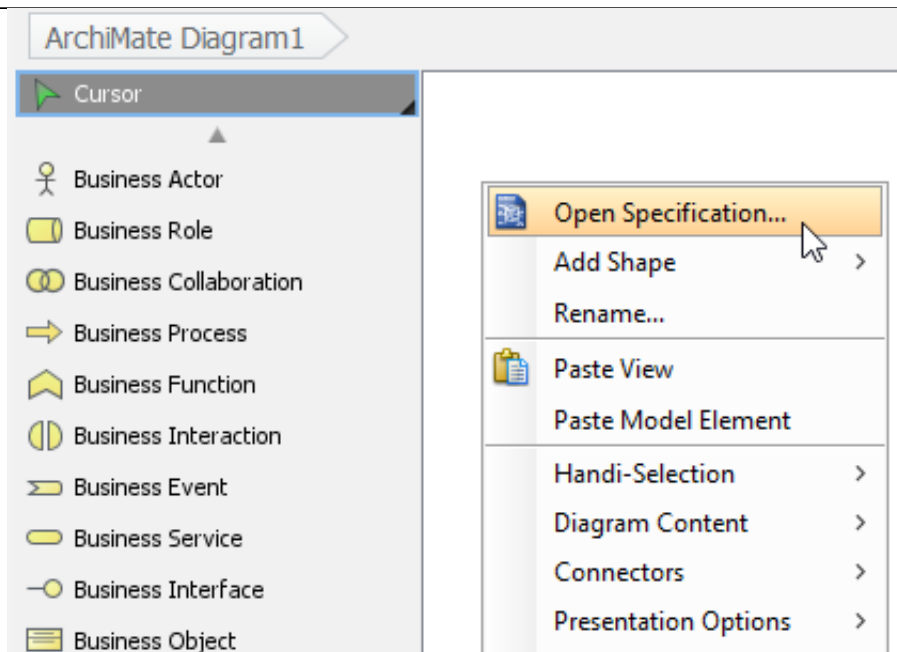 ArchiMate Diagram1
Cursor
Business Actor
Business Role
Business Collaboration
Business Process
Business Function
Business Interaction
Business Event
Business Service
Business Interface
Business Object
Open Specification...
Add Shape
Rename...
Paste View
Paste Model Element
Handi-Selection
Diagram Content
Connectors
Presentation Options